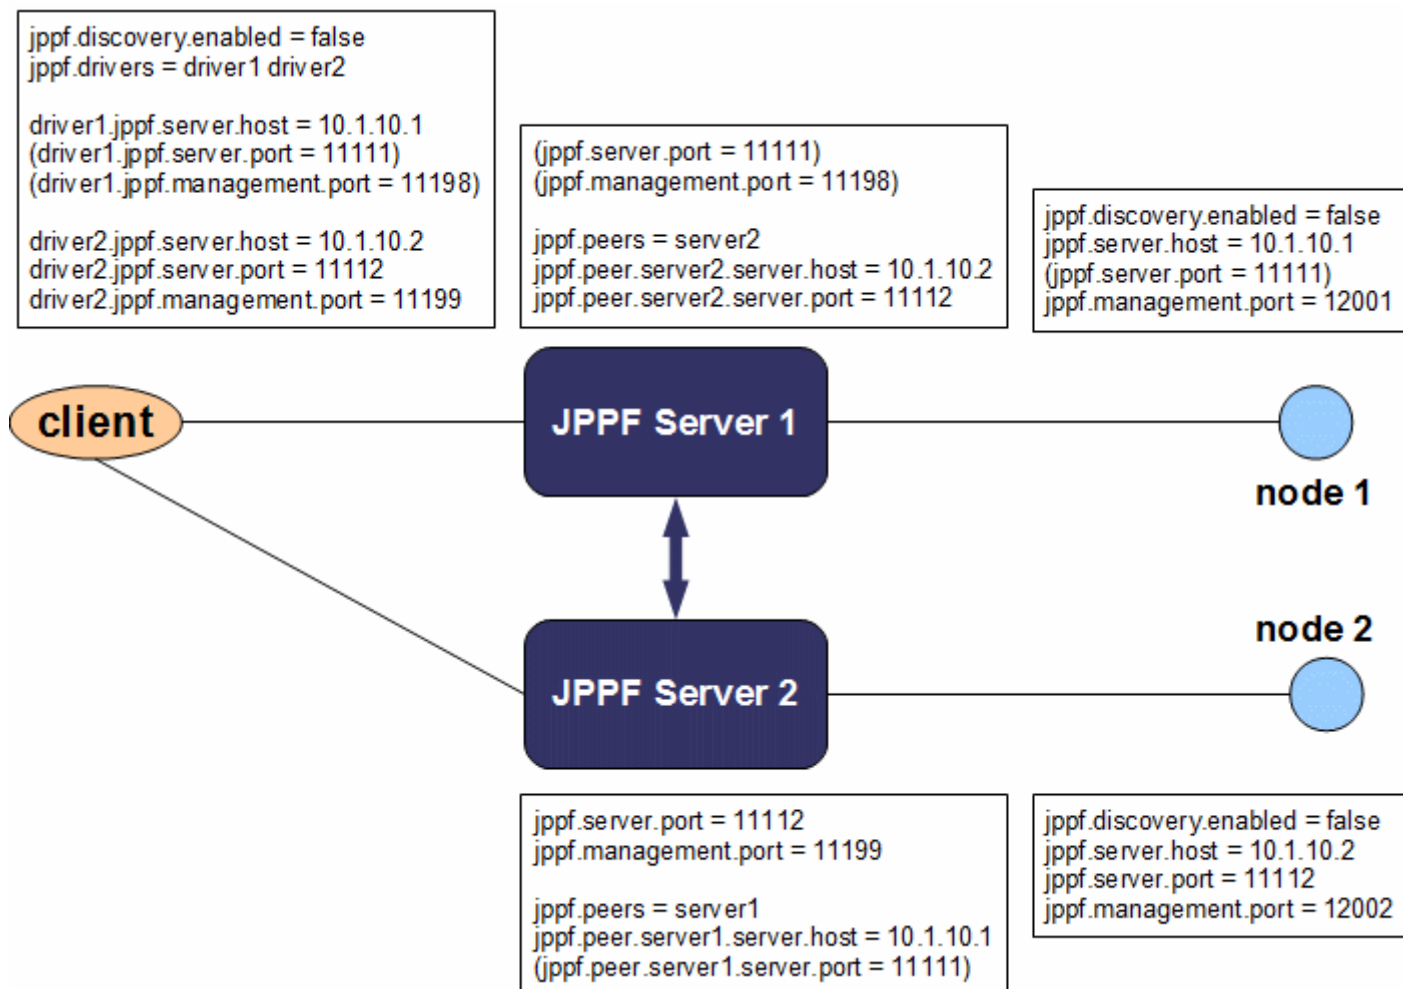 jppf.discovery.enabled = false
jppf.drivers = driver1 driver2
driver1.jppf.server.host = 10.1.10.1
(driver1.jppf.server.port = 11111)
(driver1.jppf.management.port = 11198)
driver2.jppf.server.host = 10.1.10.2
driver2.jppf.server.port = 11112
driver2.jppf.management.port = 11199
(jppf.server.port = 11111)
(jppf.management.port = 11198)
jppf.peers = server2
jppf.peer.server2.server.host = 10.1.10.2
jppf.peer.server2.server.port = 11112
jppf.discovery.enabled = false
jppf.server.host = 10.1.10.1
(jppf.server.port = 11111)
jppf.management.port = 12001
client
JPPF Server 1
node 1
JPPF Server 2
node 2
jppf.server.port = 11112
jppf.management.port = 11199
jppf.peers = server1
jppf.peer.server1.server.host = 10.1.10.1
(jppf.peer.server1.server.port = 11111)
jppf.discovery.enabled = false
jppf.server.host = 10.1.10.2
jppf.server.port = 11112
jppf.management.port = 12002